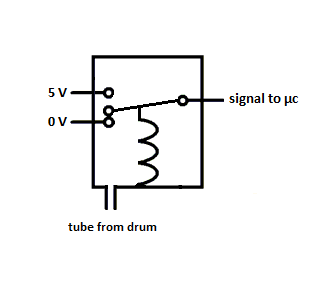 5 V
signal to µc
0 V
tube from drum